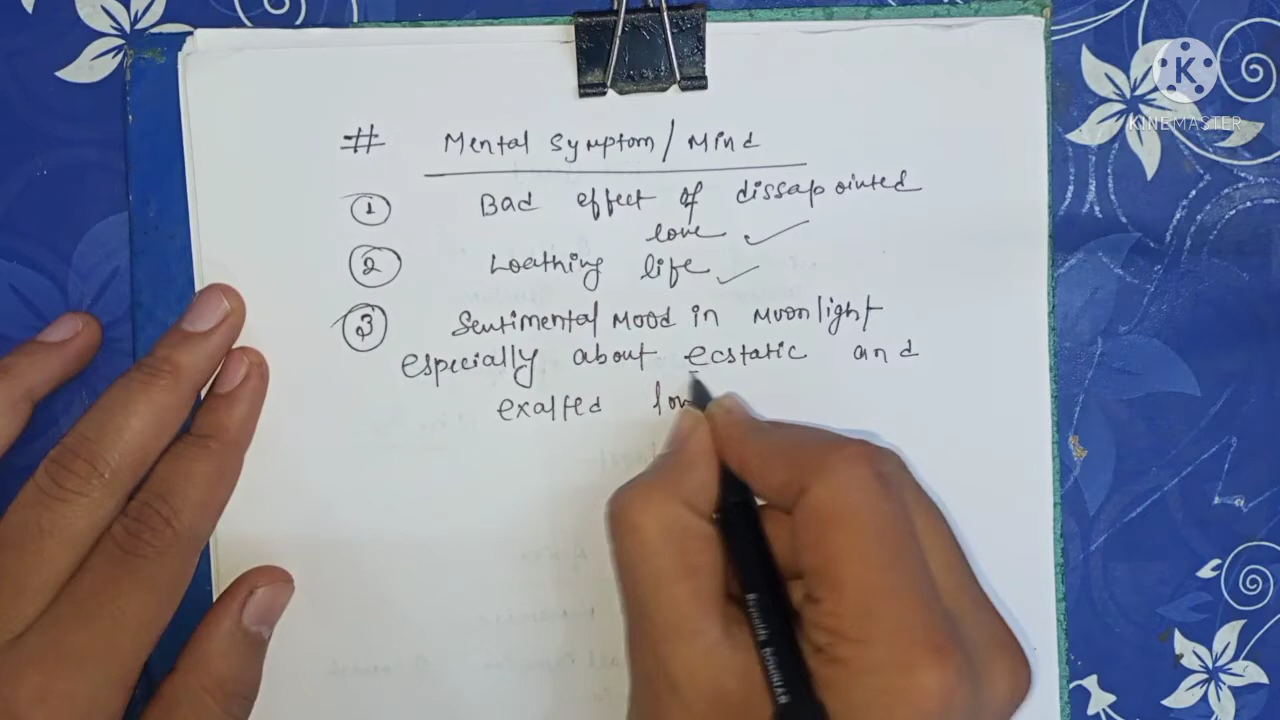 # Mental Symptom/Mind
1 Bad effect of dissapointed
love
2 Loathing life
3 Sentimental Mood in Moonlight
especially about ecstatic and
exalted
K
KINEMASTER
Reynolds